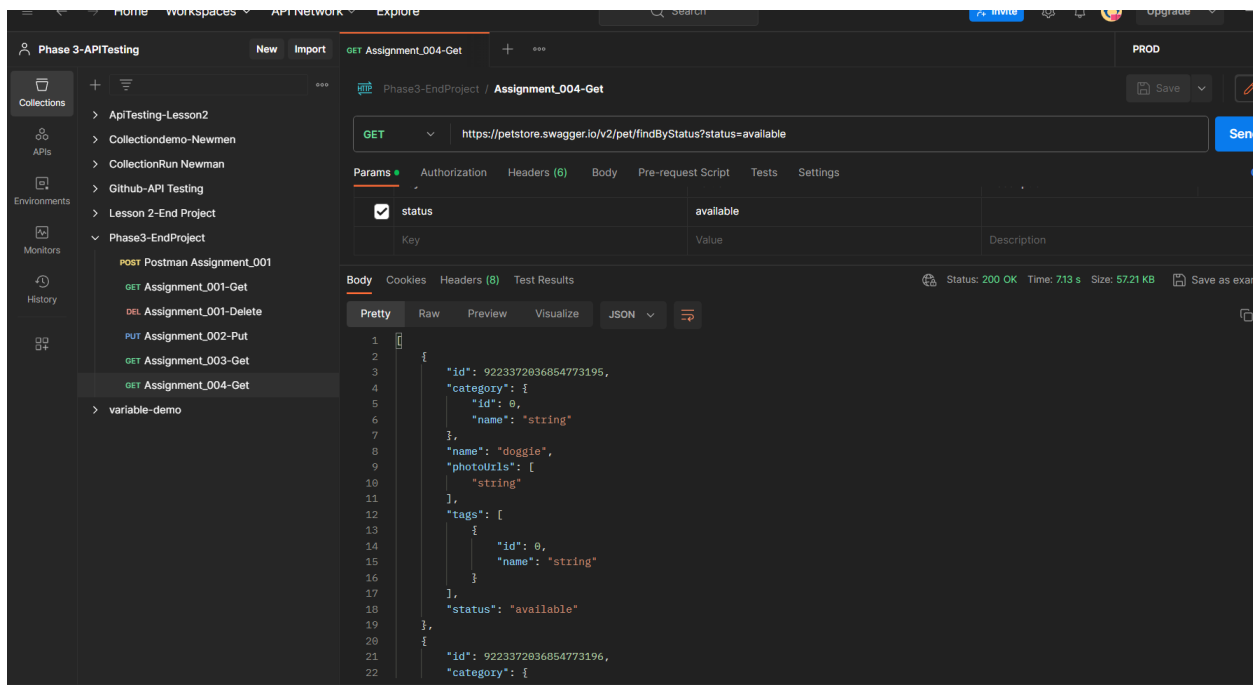 Home Workspaces API Network Explore Search Invite Upgrade
Phase 3-APITesting New Import GET Assignment_004-Get PROD
Collections
APIs
Environments
Monitors
History
ApiTesting-Lesson2
Collectiondemo-Newmen
CollectionRun Newman
Github-API Testing
Lesson 2-End Project
Phase3-EndProject
POST Postman Assignment_001
GET Assignment_001-Get
DEL Assignment_001-Delete
PUT Assignment_002-Put
GET Assignment_003-Get
GET Assignment_004-Get
variable-demo
HTTP Phase3-EndProject / Assignment_004-Get Save
GET https://petstore.swagger.io/v2/pet/findByStatus?status=available Sen
Params Authorization Headers (6) Body Pre-request Script Tests Settings
status available
Key Value Description
Body Cookies Headers (8) Test Results Status: 200 OK Time: 7.13 s Size: 57.21 KB Save as exa
Pretty Raw Preview Visualize JSON
1 [
2 {
3 "id": 9223372036854773195,
4 "category": {
5 "id": 0,
6 "name": "string"
7 },
8 "name": "doggie",
9 "photoUrls": [
10 "string"
11 ],
12 "tags": [
13 {
14 "id": 0,
15 "name": "string"
16 }
17 ],
18 "status": "available"
19 },
20 {
21 "id": 9223372036854773196,
22 "category": {